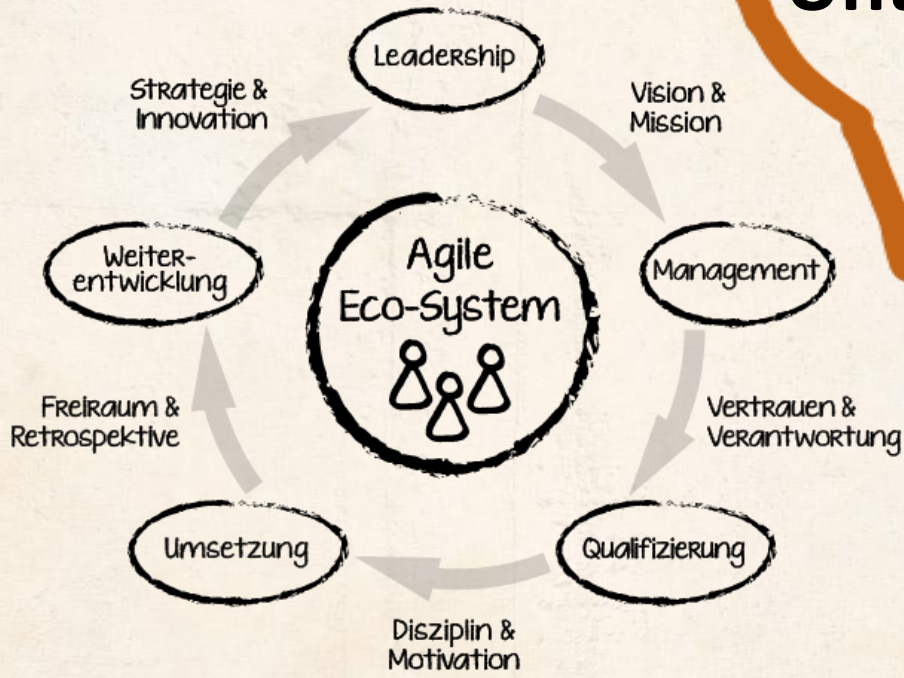 Leadership
Strategie &
Innovation
Vision &
Mission
Weiter-
entwicklung
Agile
Eco-System
Management
Freiraum &
Retrospektive
Vertrauen &
Verantwortung
Umsetzung
Qualifizierung
Disziplin &
Motivation